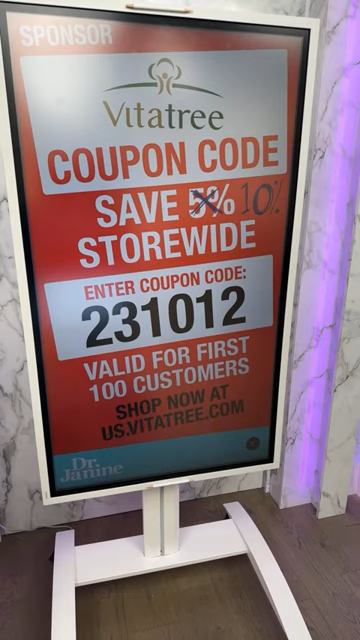 SPONSOR
Vitatree
COUPON CODE
SAVE 5% 10%
STOREWIDE
ENTER COUPON CODE:
231012
VALID FOR FIRST
100 CUSTOMERS
SHOP NOW AT
US.VITATREE.COM
Dr.
Janine